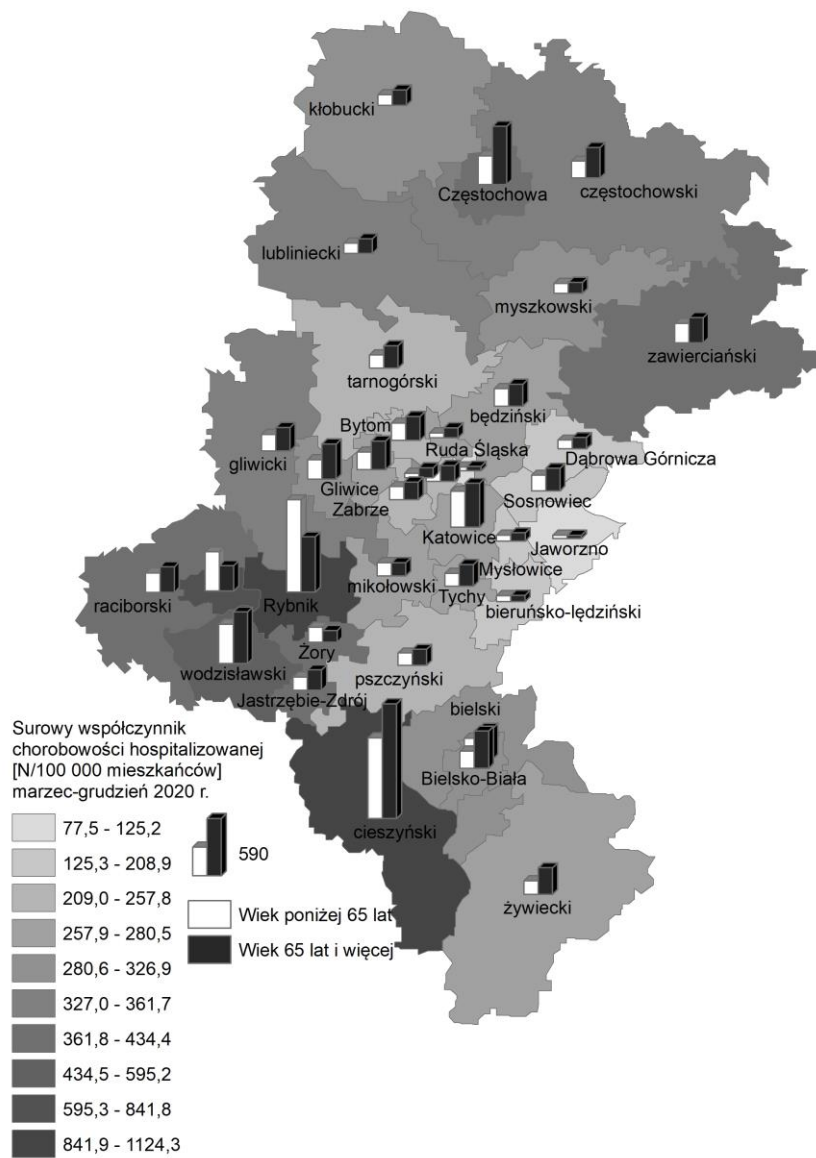 kłobucki
Częstochowa
częstochowski
lubliniecki
myszkowski
zawierciański
tarnogórski
będziński
Bytom
Ruda Śląska
Dąbrowa Górnicza
gliwicki
Gliwice
Zabrze
Sosnowiec
Katowice
Jaworzno
Mysłowice
raciborski
Rybnik
mikołowski
Tychy
bieruńsko-lędziński
Żory
wodzisławski
pszczyński
Jastrzębie-Zdrój
bielski
Bielsko-Biała
cieszyński
żywiecki
Surowy współczynnik
chorobowości hospitalizowanej
[N/100 000 mieszkańców]
marzec-grudzień 2020 r.
77,5 - 125,2
125,3 - 208,9
209,0 - 257,8
257,9 - 280,5
280,6 - 326,9
327,0 - 361,7
361,8 - 434,4
434,5 - 595,2
595,3 - 841,8
841,9 - 1124,3
590
Wiek poniżej 65 lat
Wiek 65 lat i więcej